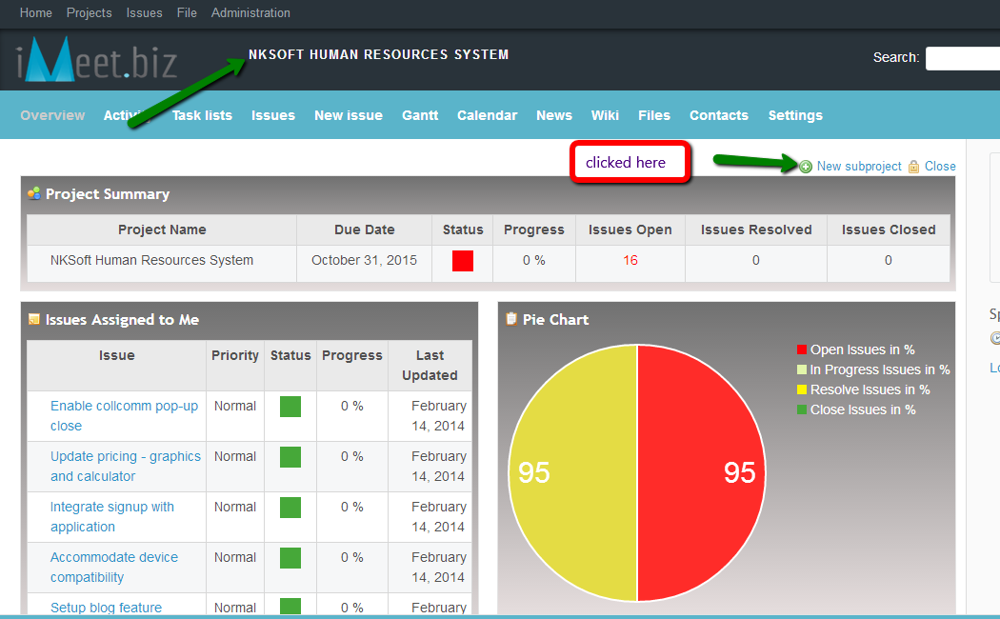 Home Projects Issues File Administration
iMeet.biz
NKSOFT HUMAN RESOURCES SYSTEM
Search:
Overview Task lists Issues New issue Gantt Calendar News Wiki Files Contacts Settings
clicked here
New subproject Close
Project Summary
Project Name Due Date Status Progress Issues Open Issues Resolved Issues Closed
NKSoft Human Resources System October 31, 2015 0 % 16 0 0
Issues Assigned to Me
Issue Priority Status Progress Last
Updated
Enable collcomm pop-up Normal 0 % February
close 14, 2014
Update pricing - graphics Normal 0 % February
and calculator 14, 2014
Integrate signup with Normal 0 % February
application 14, 2014
Accommodate device Normal 0 % February
compatibility 14, 2014
Setup blog feature Normal 0 % February
Pie Chart
Open Issues in %
In Progress Issues in %
Resolve Issues in %
Close Issues in %
95 95